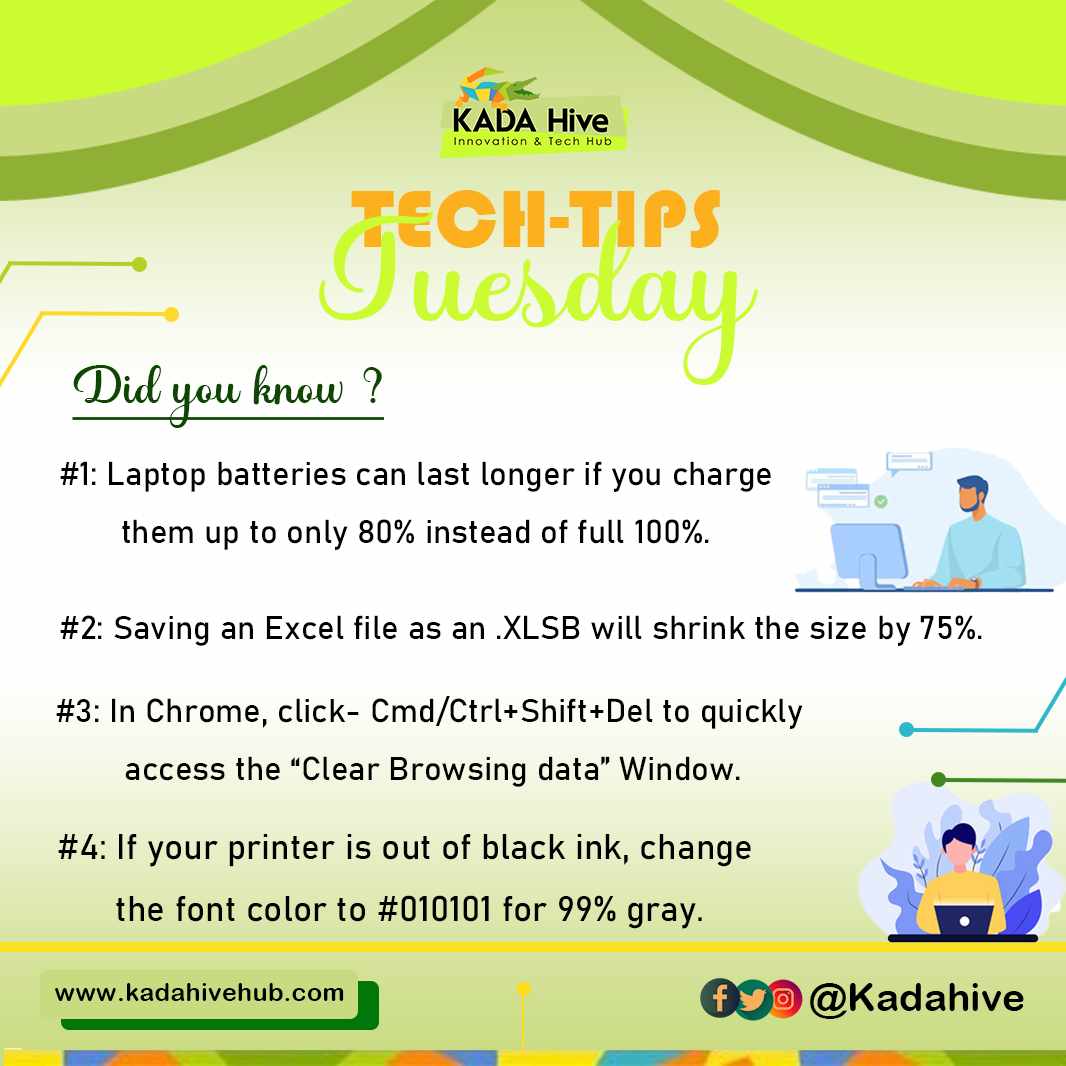 KADA Hive
Innovation & Tech Hub
TECH-TIPS
Tuesday
Did you know ?
#1: Laptop batteries can last longer if you charge
them up to only 80% instead of full 100%.
#2: Saving an Excel file as an .XLSB will shrink the size by 75%.
#3: In Chrome, click- Cmd/Ctrl+Shift+Del to quickly
access the “Clear Browsing data” Window.
#4: If your printer is out of black ink, change
the font color to #010101 for 99% gray.
www.kadahivehub.com
@Kadahive